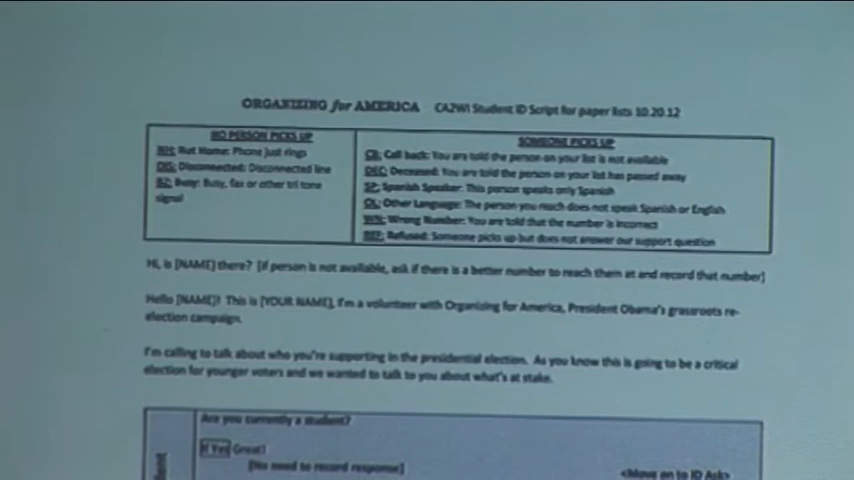 ORGANIZING for AMERICA CA2WI Student ID Script for paper lists 10.20.12
NO PERSON PICKS UP
NH: Not Home: Phone just rings
DIS: Disconnected: Disconnected line
BZ: Busy: Busy, fax or other tri tone
signal
SOMEONE PICKS UP
CB: Call back: You are told the person on your list is not available
DEC: Deceased: You are told the person on your list has passed away
SP: Spanish Speaker: This person speaks only Spanish
OL: Other Language: The person you reach does not speak Spanish or English
WN: Wrong Number: You are told that the number is incorrect
REF: Refused: Someone picks up but does not answer our support question
Hi, is [NAME] there? [if person is not available, ask if there is a better number to reach them at and record that number]
Hello [NAME]! This is [YOUR NAME], I'm a volunteer with Organizing for America, President Obama's grassroots re-
election campaign.
I'm calling to talk about who you're supporting in the presidential election. As you know this is going to be a critical
election for younger voters and we wanted to talk to you about what's at stake.
Are you currently a student?
If Yes Great!
[No need to record response]
<Move on to ID Ask>